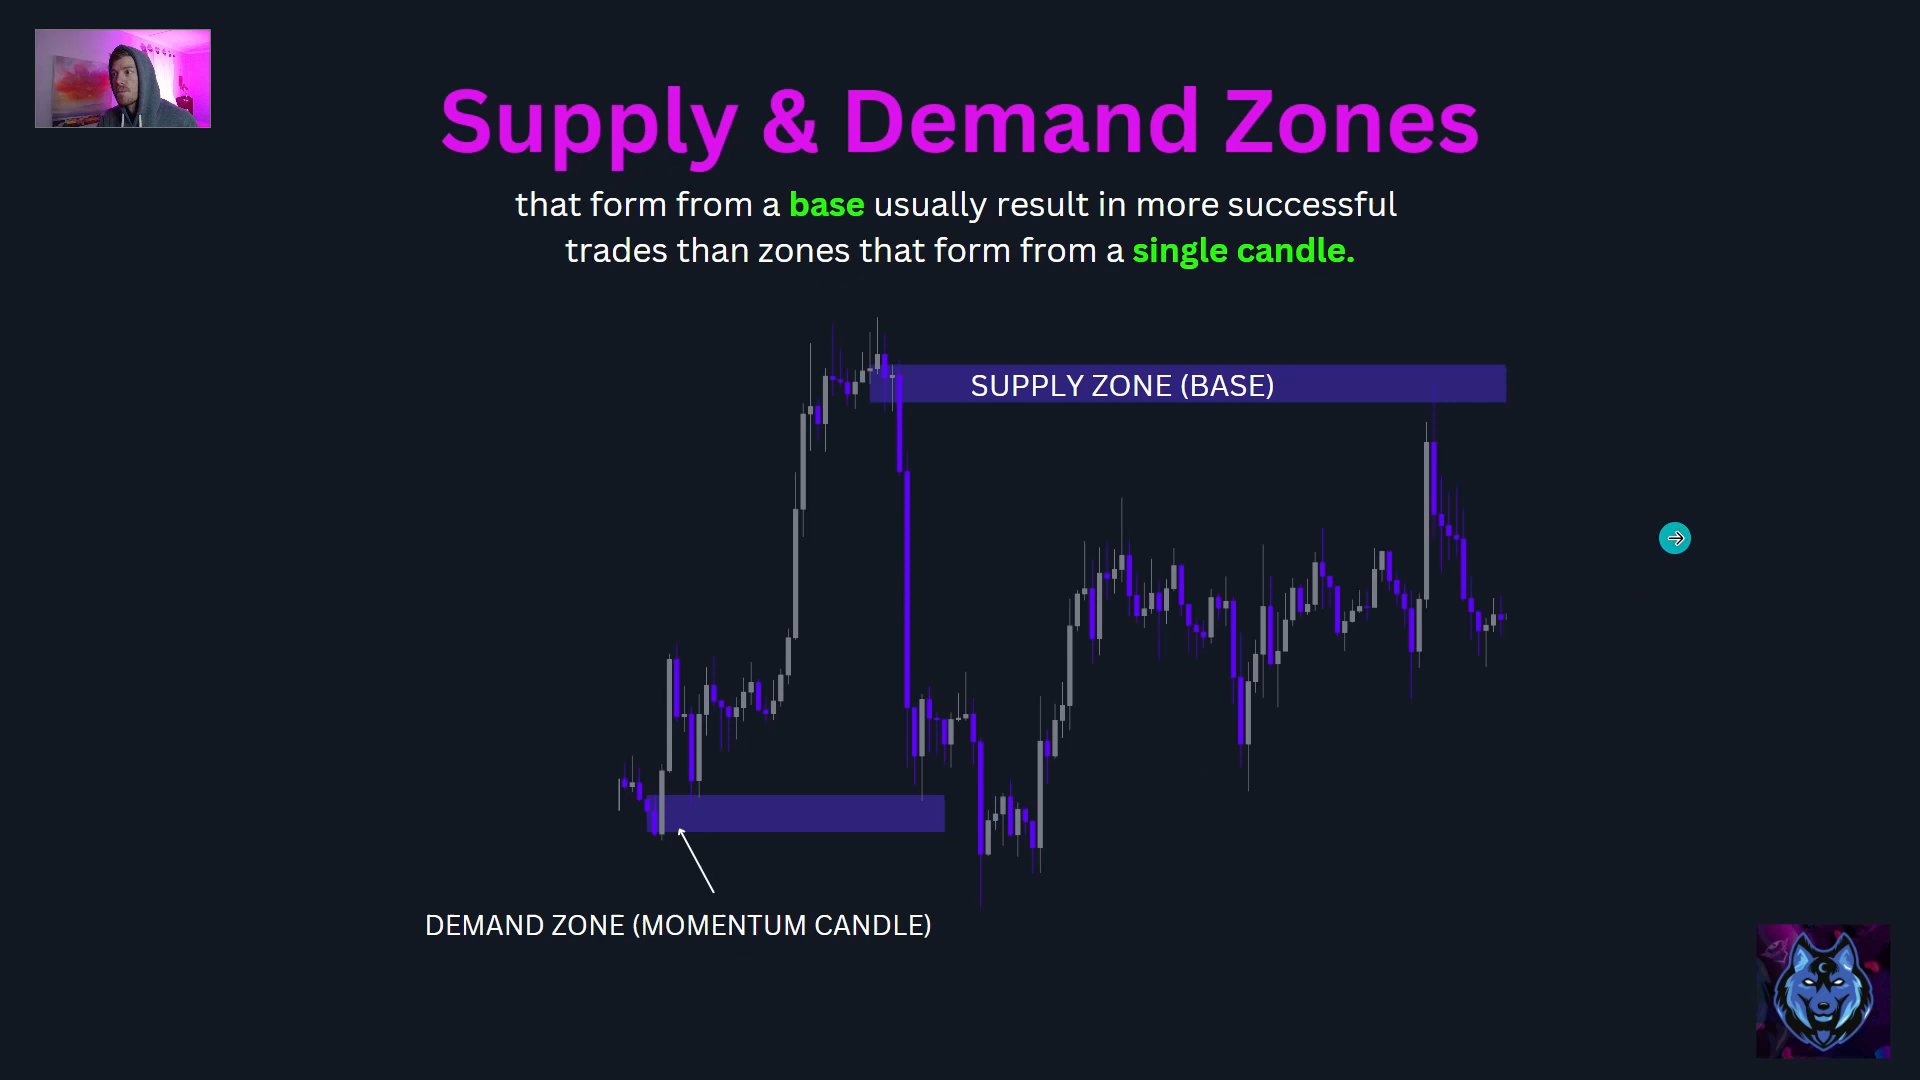 Supply & Demand Zones
that form from a base usually result in more successful
trades than zones that form from a single candle.
SUPPLY ZONE (BASE)
DEMAND ZONE (MOMENTUM CANDLE)